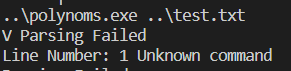 ..\polynoms.exe ..\test.txt
V Parsing Failed
Line Number: 1 Unknown command